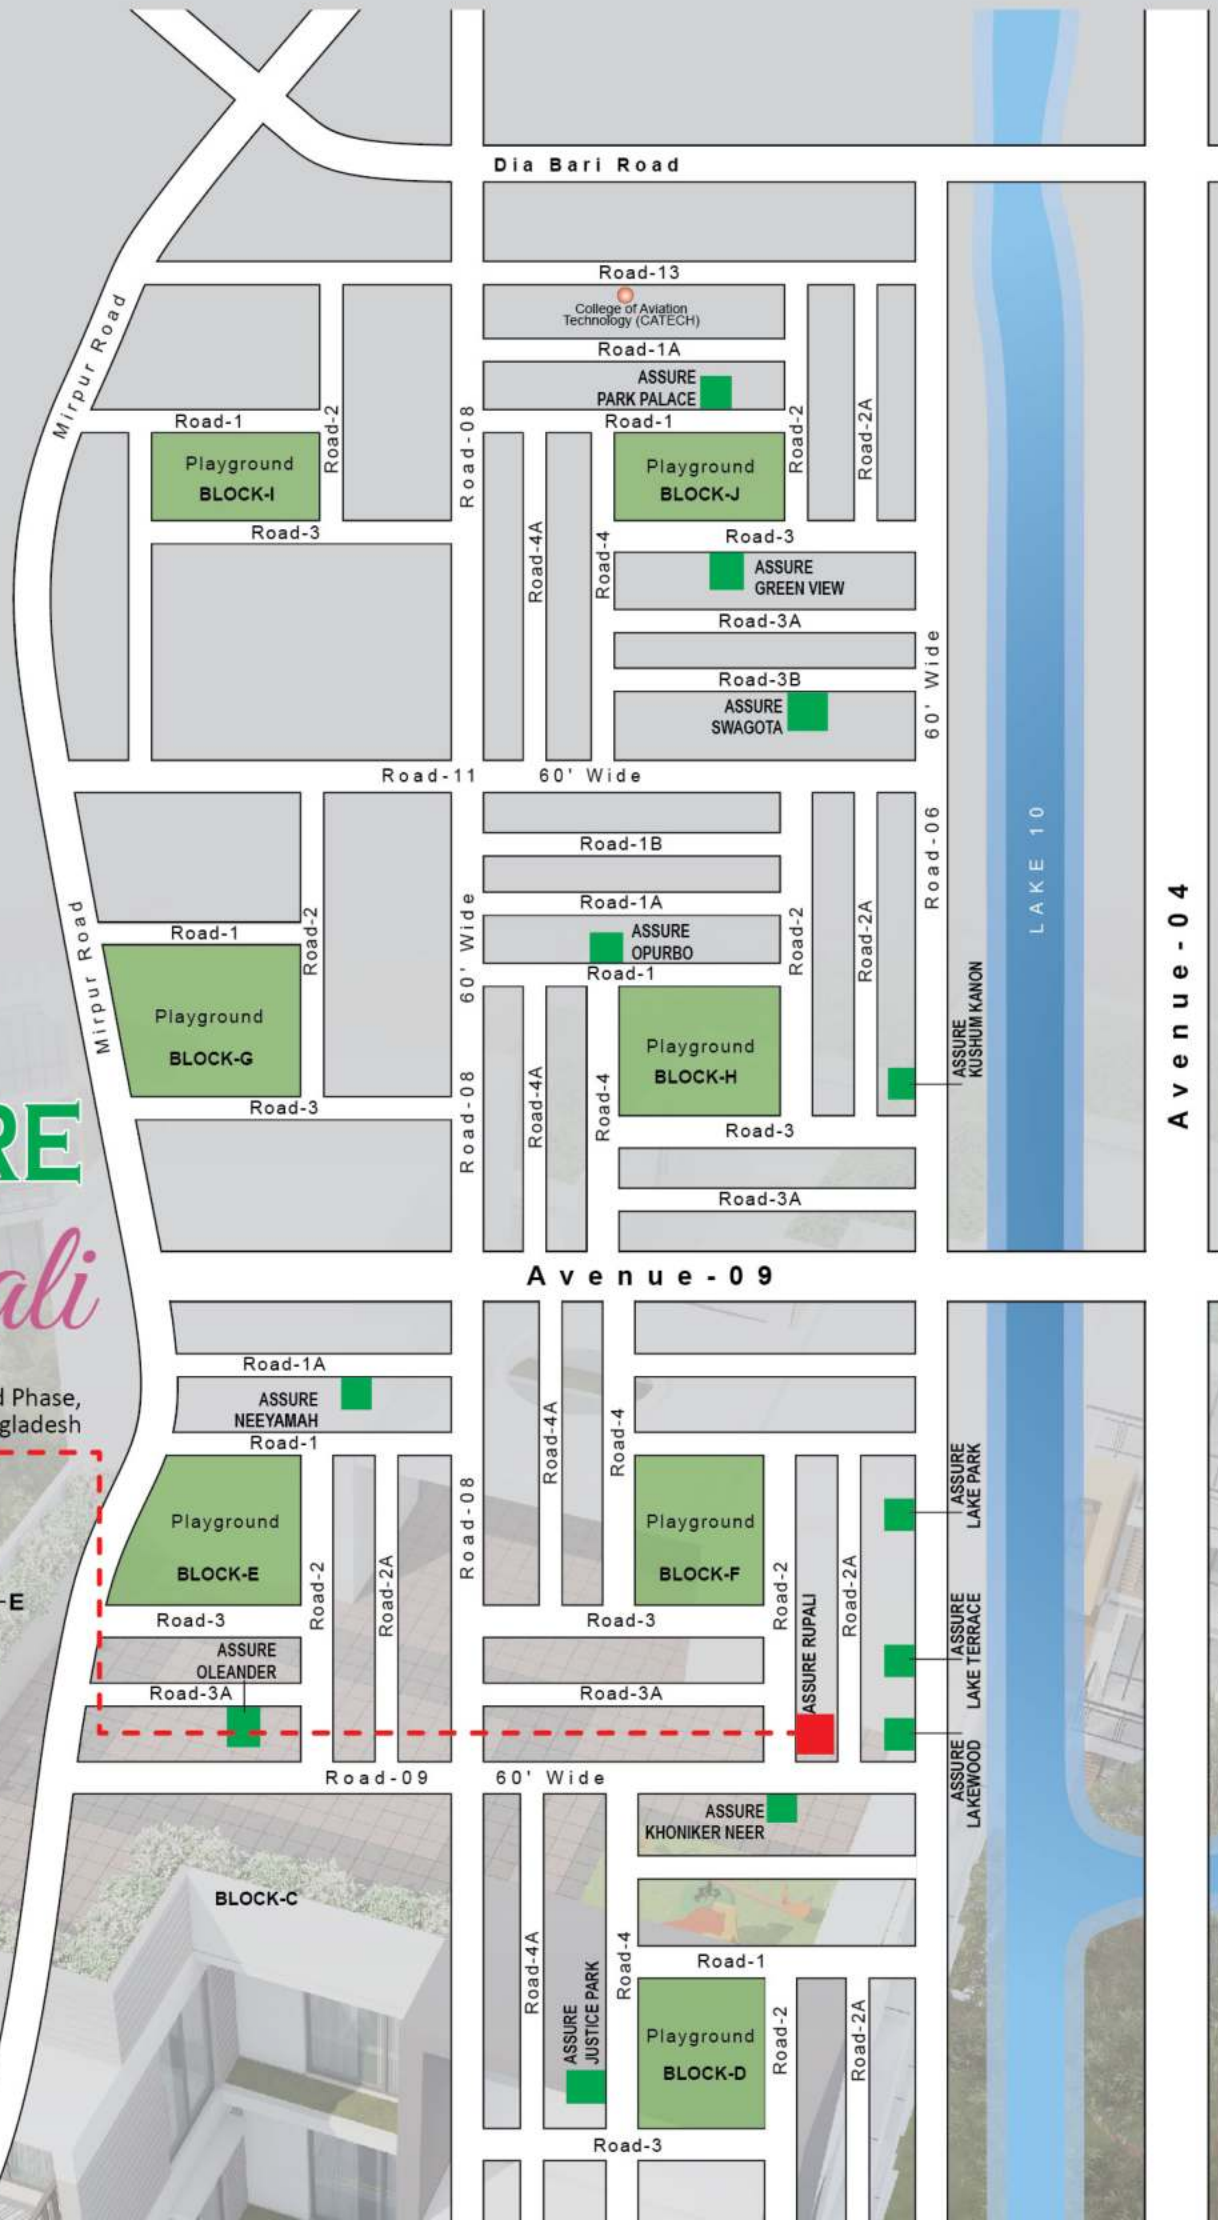 Dia Bari Road
Road-13
College of Aviation
Technology (CATECH)
Mirpur Road
Road-1A
ASSURE
PARK PALACE
Road-1
Road-2
Road-08
Road-1
Road-2
Road-2A
Playground
BLOCK-I
Playground
BLOCK-J
Road-3
Road-4A
Road-4
Road-3
ASSURE
GREEN VIEW
Road-3A
60' Wide
Road-3B
ASSURE
SWAGOTA
Road-11
60' Wide
Road-1B
Road-06
LAKE 10
Avenue-04
Road-1A
Mirpur Road
Road-1
Road-2
60' Wide
ASSURE
OPURBO
Road-1
Road-2
Road-2A
ASSURE
KUSHUM KANON
Playground
BLOCK-G
Playground
BLOCK-H
Road-3
Road-08
Road-4A
Road-4
Road-3
RE
Road-3A
ali
Avenue-09
Road-1A
d Phase,
gladesh
ASSURE
NEEYAMAH
Road-1
Road-4A
Road-4
ASSURE
LAKE PARK
Road-08
Playground
BLOCK-E
Playground
BLOCK-F
-E
Road-2
Road-2A
Road-2
ASSURE RUPALI
Road-2A
ASSURE
LAKE TERRACE
Road-3
Road-3
ASSURE
OLEANDER
Road-3A
Road-3A
ASSURE
LAKEWOOD
Road-09
60' Wide
ASSURE
KHONIKER NEER
BLOCK-C
Road-4A
Road-4
Road-1
ASSURE
JUSTICE PARK
Playground
BLOCK-D
Road-2
Road-2A
Road-3